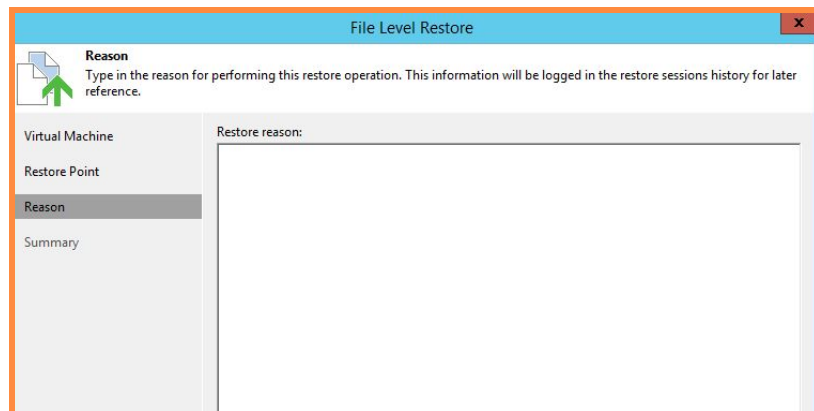 File Level Restore
x
Reason
Type in the reason for performing this restore operation. This information will be logged in the restore sessions history for later
reference.
Virtual Machine
Restore reason:
Restore Point
Reason
Summary